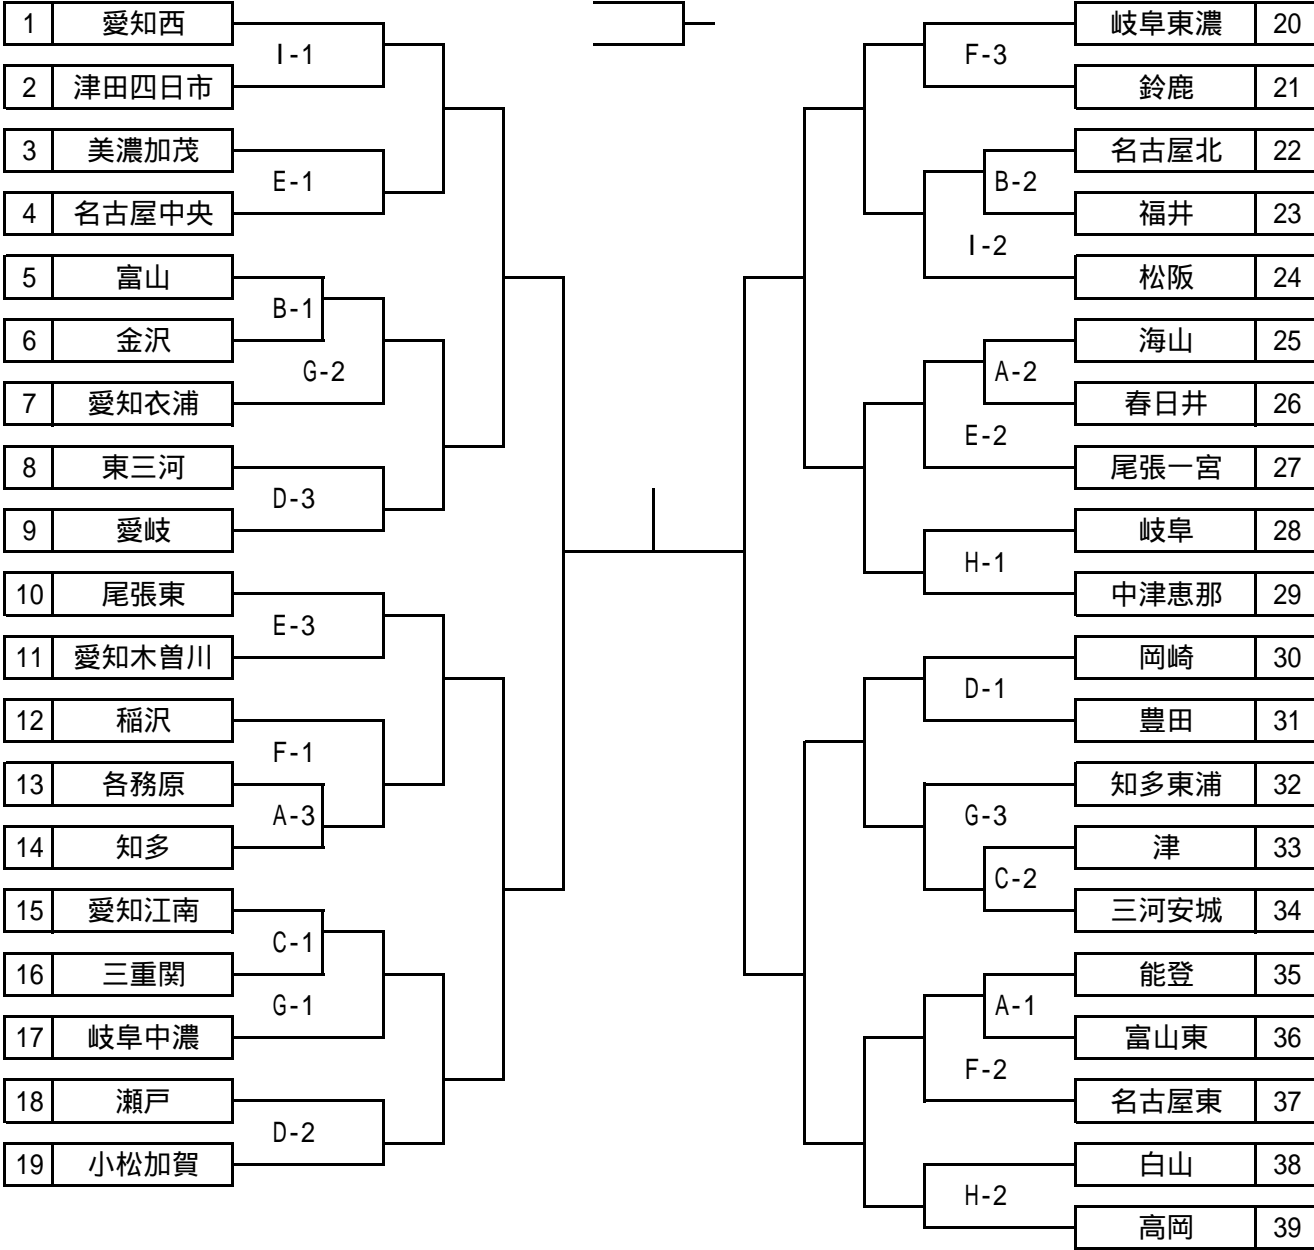 1 愛知西
I-1
2 津田四日市
3 美濃加茂
E-1
4 名古屋中央
5 富山
B-1
6 金沢
G-2
7 愛知衣浦
8 東三河
D-3
9 愛岐
10 尾張東
E-3
11 愛知木曽川
12 稲沢
F-1
13 各務原
A-3
14 知多
15 愛知江南
C-1
16 三重関
G-1
17 岐阜中濃
18 瀬戸
D-2
19 小松加賀
岐阜東濃 20
F-3
鈴鹿 21
名古屋北 22
B-2
福井 23
I-2
松阪 24
海山 25
A-2
春日井 26
E-2
尾張一宮 27
岐阜 28
H-1
中津恵那 29
岡崎 30
D-1
豊田 31
知多東浦 32
G-3
津 33
C-2
三河安城 34
能登 35
A-1
富山東 36
F-2
名古屋東 37
白山 38
H-2
高岡 39